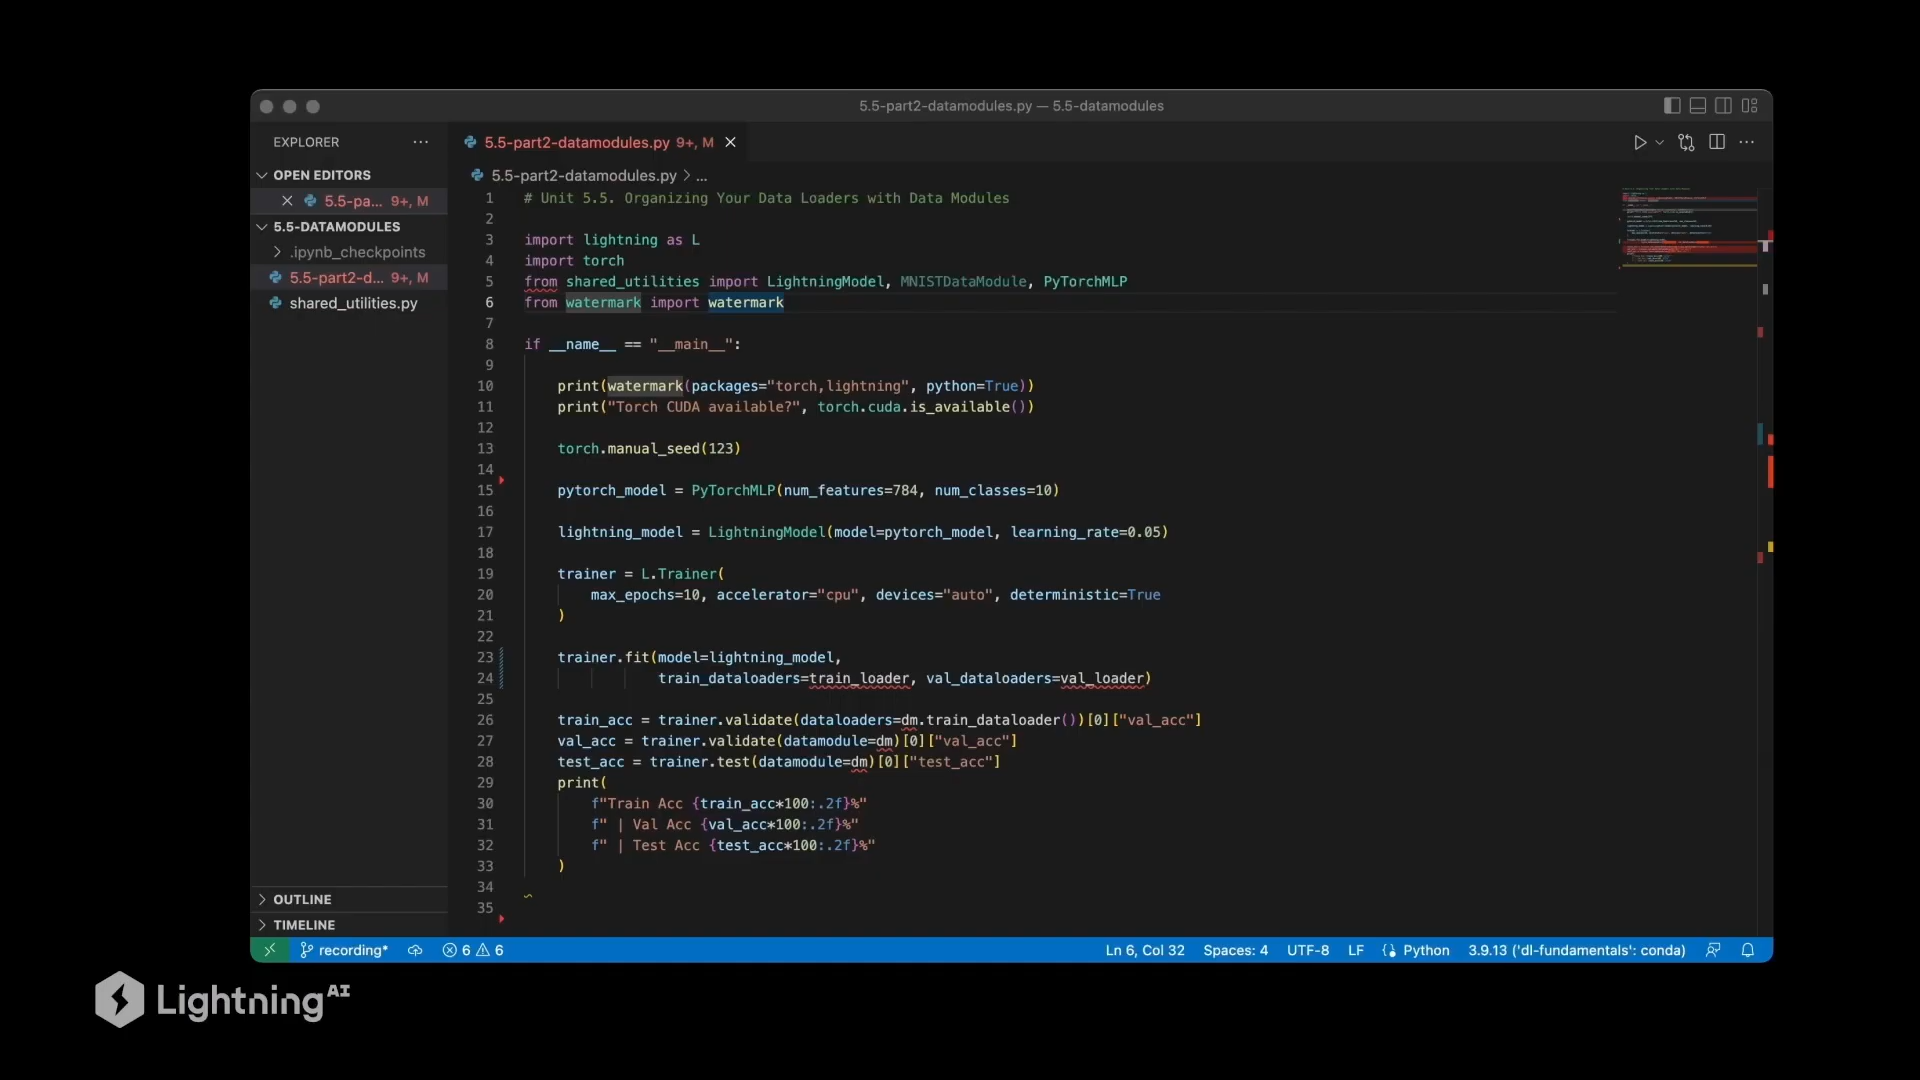 5.5-part2-datamodules.py — 5.5-datamodules
EXPLORER
OPEN EDITORS
5.5-pa... 9+, M
5.5-DATAMODULES
.ipynb_checkpoints
5.5-part2-d... 9+, M
shared_utilities.py
OUTLINE
TIMELINE
5.5-part2-datamodules.py 9+, M
5.5-part2-datamodules.py > ...
1 # Unit 5.5. Organizing Your Data Loaders with Data Modules
2
3 import lightning as L
4 import torch
5 from shared_utilities import LightningModel, MNISTDataModule, PyTorchMLP
6 from watermark import watermark
7
8 if __name__ == "__main__":
9
10 print(watermark(packages="torch,lightning", python=True))
11 print("Torch CUDA available?", torch.cuda.is_available())
12
13 torch.manual_seed(123)
14
15 pytorch_model = PyTorchMLP(num_features=784, num_classes=10)
16
17 lightning_model = LightningModel(model=pytorch_model, learning_rate=0.05)
18
19 trainer = L.Trainer(
20 max_epochs=10, accelerator="cpu", devices="auto", deterministic=True
21 )
22
23 trainer.fit(model=lightning_model,
24 train_dataloaders=train_loader, val_dataloaders=val_loader)
25
26 train_acc = trainer.validate(dataloaders=dm.train_dataloader())[0]["val_acc"]
27 val_acc = trainer.validate(datamodule=dm)[0]["val_acc"]
28 test_acc = trainer.test(datamodule=dm)[0]["test_acc"]
29 print(
30 f"Train Acc {train_acc*100:.2f}%"
31 f" | Val Acc {val_acc*100:.2f}%"
32 f" | Test Acc {test_acc*100:.2f}%"
33 )
34
35
recording* 6 6 Ln 6, Col 32 Spaces: 4 UTF-8 LF Python 3.9.13 ('dl-fundamentals': conda)
Lightning AI